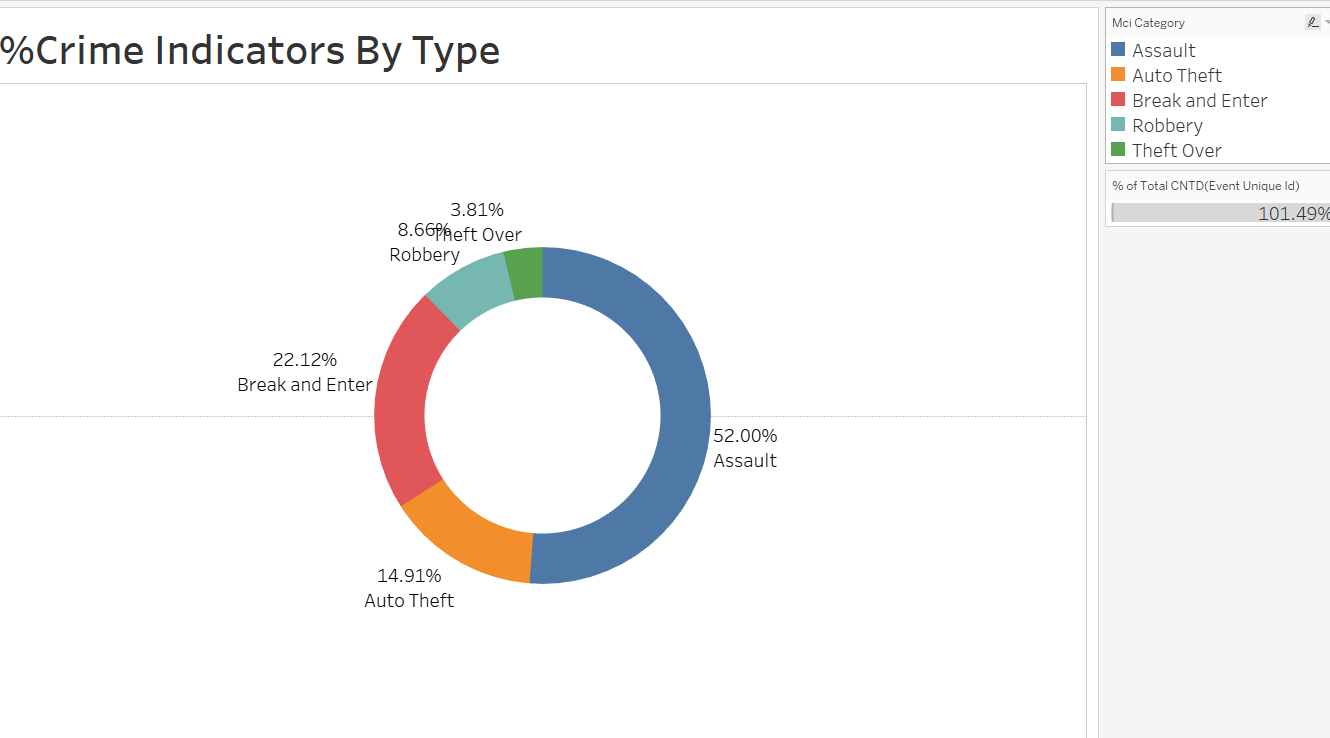 %Crime Indicators By Type
Mci Category
Assault
Auto Theft
Break and Enter
Robbery
Theft Over
% of Total CNTD(Event Unique Id)
101.49%
3.81%
Theft Over
8.66%
Robbery
22.12%
Break and Enter
52.00%
Assault
14.91%
Auto Theft